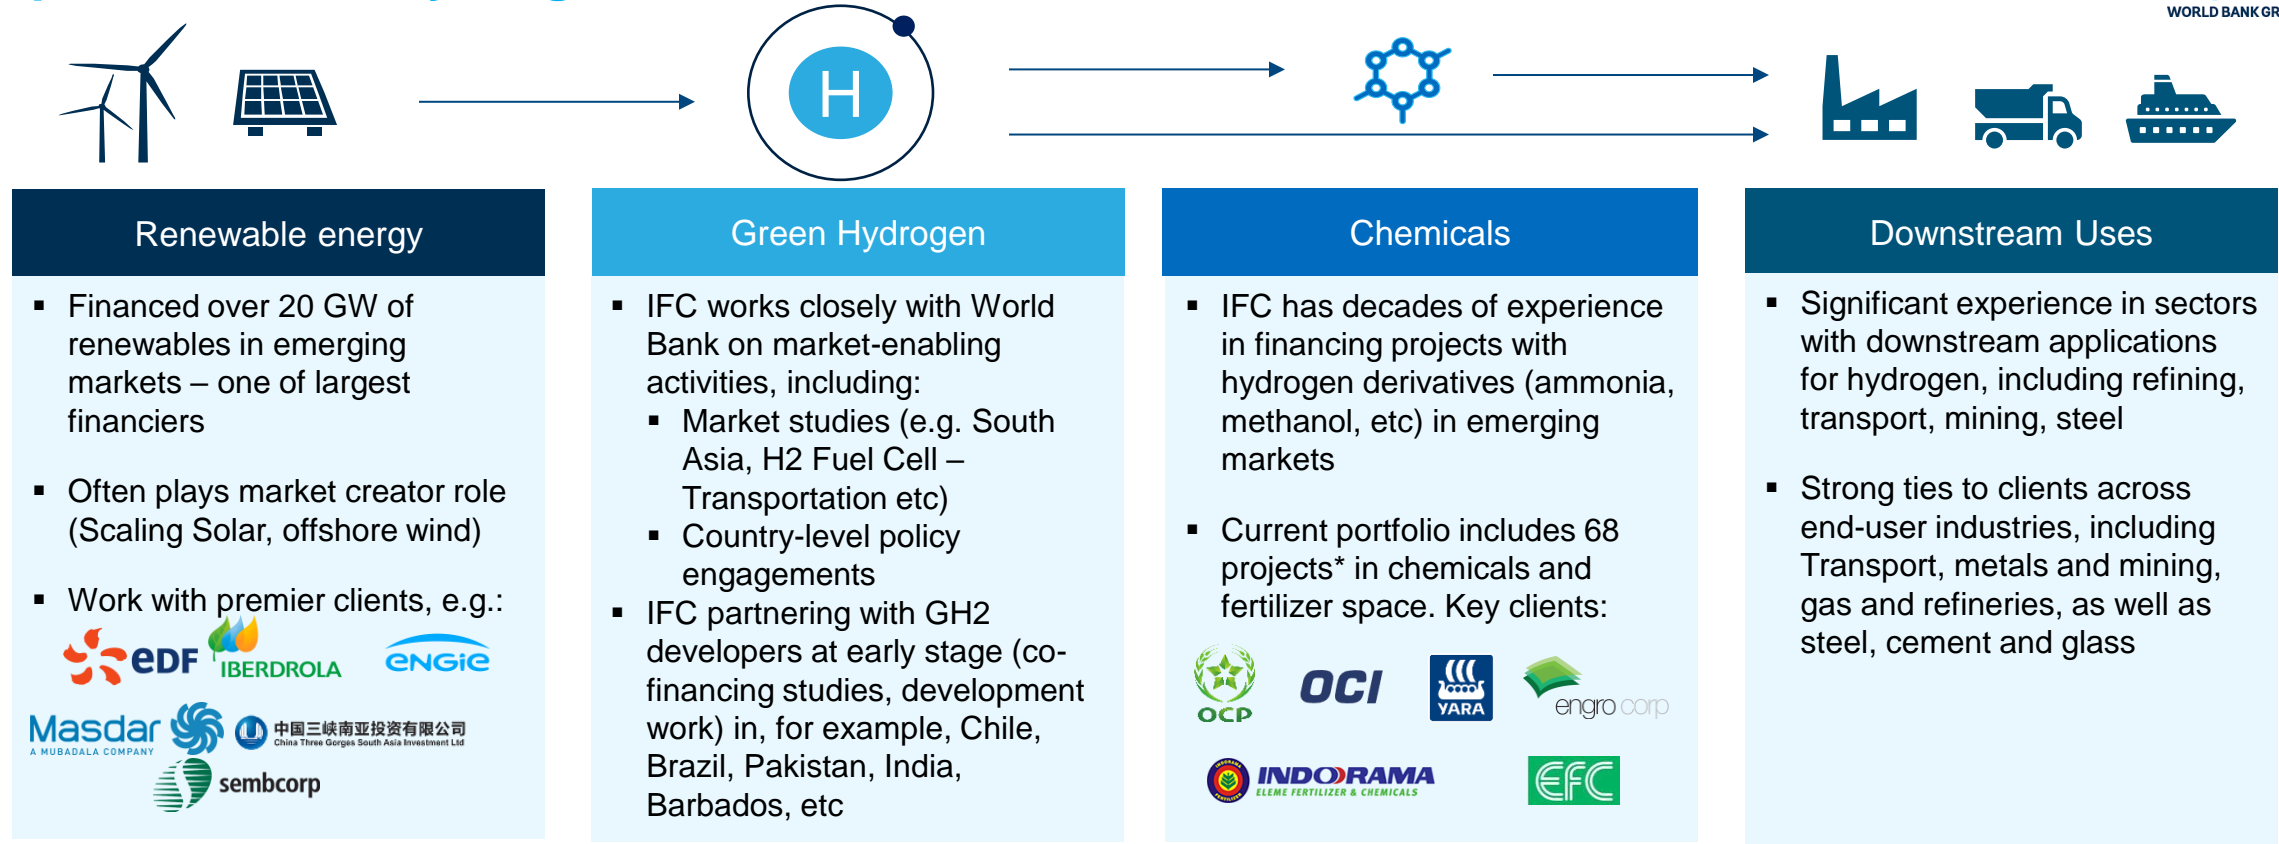 WORLD BANK GR
H
Renewable energy
▪ Financed over 20 GW of
renewables in emerging
markets – one of largest
financiers
▪ Often plays market creator role
(Scaling Solar, offshore wind)
▪ Work with premier clients, e.g.:
eDF
IBERDROLA
ENGIE
Masdar
A MUBADALA COMPANY
中国三峡南亚投资有限公司
China Three Gorges South Asia Investment Ltd
sembcorp
Green Hydrogen
▪ IFC works closely with World
Bank on market-enabling
activities, including:
▪ Market studies (e.g. South
Asia, H2 Fuel Cell –
Transportation etc)
▪ Country-level policy
engagements
▪ IFC partnering with GH2
developers at early stage (co-
financing studies, development
work) in, for example, Chile,
Brazil, Pakistan, India,
Barbados, etc
Chemicals
▪ IFC has decades of experience
in financing projects with
hydrogen derivatives (ammonia,
methanol, etc) in emerging
markets
▪ Current portfolio includes 68
projects* in chemicals and
fertilizer space. Key clients:
OCP
OCI
YARA
engro corp
INDORAMA
ELEME FERTILIZER & CHEMICALS
EFC
Downstream Uses
▪ Significant experience in sectors
with downstream applications
for hydrogen, including refining,
transport, mining, steel
▪ Strong ties to clients across
end-user industries, including
Transport, metals and mining,
gas and refineries, as well as
steel, cement and glass